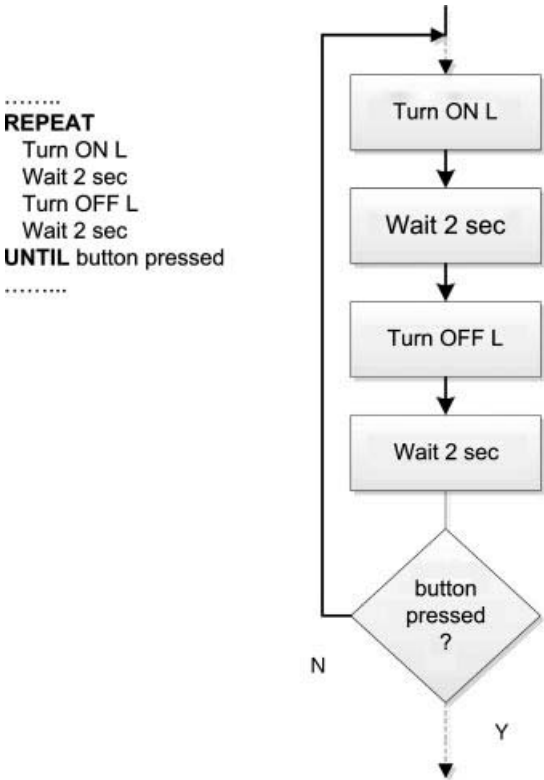 ........
REPEAT
Turn ON L
Wait 2 sec
Turn OFF L
Wait 2 sec
UNTIL button pressed
.........
Turn ON L
Wait 2 sec
Turn OFF L
Wait 2 sec
button
pressed
?
N
Y